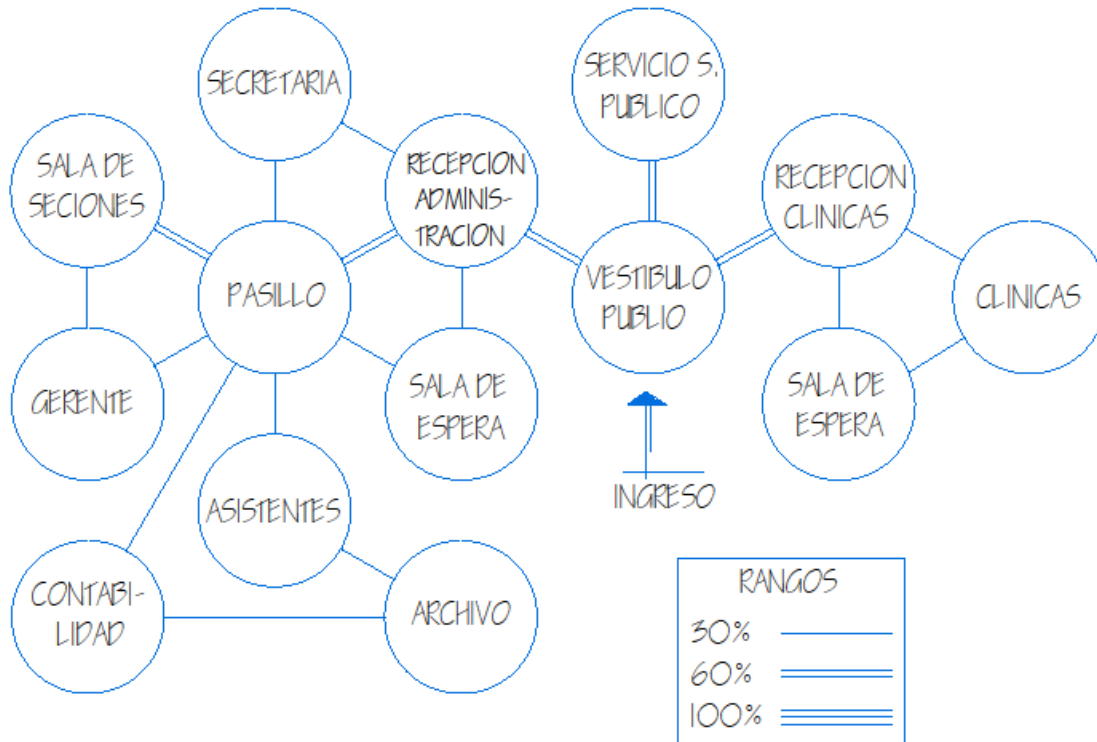 SECRETARIA
SERVICIO S.
PUBLICO
SALA DE
SECIONES
RECEPCION
ADMINIS-
TRACION
RECEPCION
CLINICAS
PASILLO
VESTIBULO
PUBLIO
CLINICAS
GERENTE
SALA DE
ESPERA
SALA DE
ESPERA
INGRESO
ASISTENTES
CONTABI-
LIDAD
ARCHIVO
RANGOS
30%
60%
100%